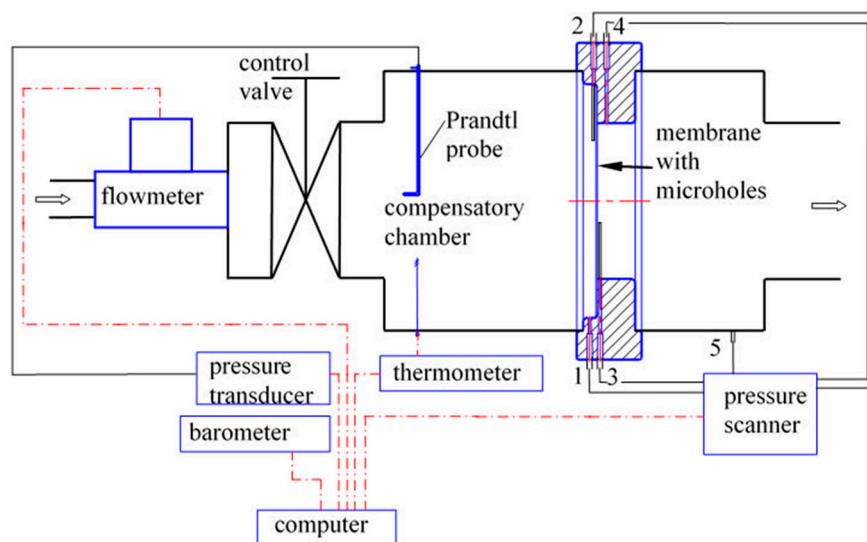 2 4
control
valve
Prandtl
probe
membrane
with
microholes
flowmeter
compensatory
chamber
5
pressure
transducer
thermometer
1 3
pressure
scanner
barometer
computer